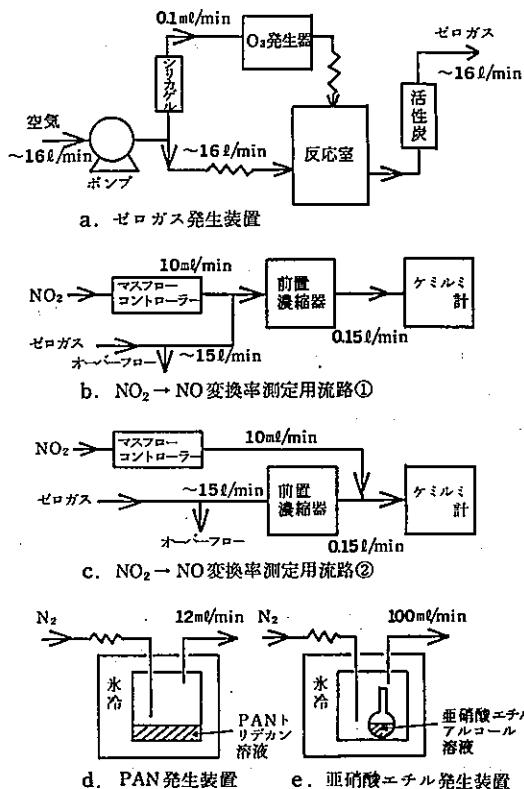 0.1mℓ/min
O₃発生器
シリカゲル
ゼロガス
~16ℓ/min
活性炭
空気
~16ℓ/min
ポンプ
~16ℓ/min
反応室
a. ゼロガス発生装置
NO₂
マスフロー
コントローラー
10mℓ/min
前置
濃縮器
0.15ℓ/min
ケミルミ
計
ゼロガス
オーバーフロー
~15ℓ/min
b. NO₂→NO変換率測定用流路①
NO₂
マスフロー
コントローラー
10mℓ/min
ゼロガス
~15ℓ/min
オーバーフロー
前置
濃縮器
0.15ℓ/min
ケミルミ
計
c. NO₂→NO変換率測定用流路②
N₂
12mℓ/min
氷冷
PANト
リデカン
溶液
d. PAN発生装置
N₂
100mℓ/min
氷冷
亜硝酸エチル
アルコール
溶液
e. 亜硝酸エチル発生装置